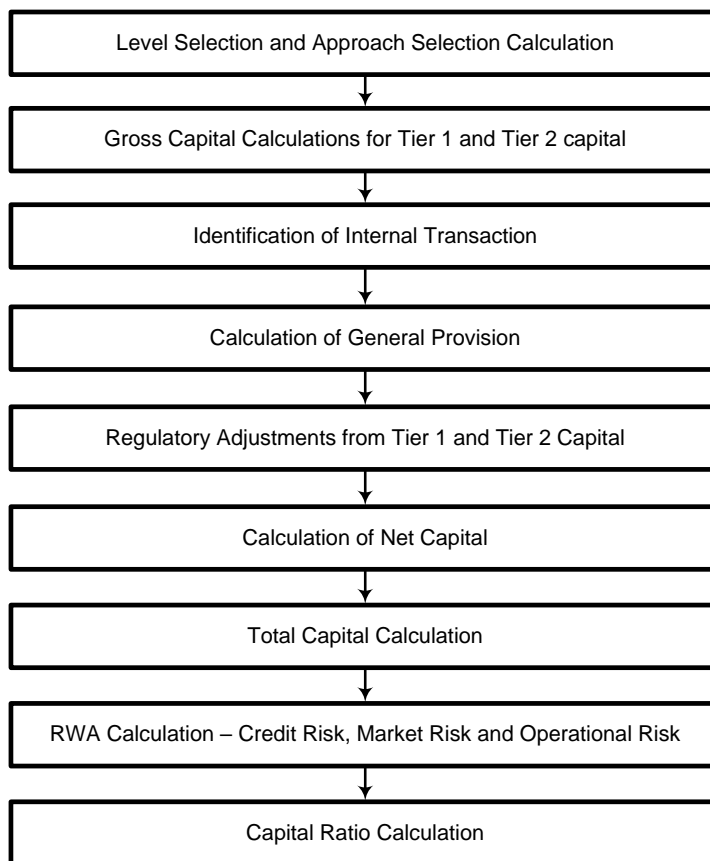 Level Selection and Approach Selection Calculation
Gross Capital Calculations for Tier 1 and Tier 2 capital
Identification of Internal Transaction
Calculation of General Provision
Regulatory Adjustments from Tier 1 and Tier 2 Capital
Calculation of Net Capital
Total Capital Calculation
RWA Calculation – Credit Risk, Market Risk and Operational Risk
Capital Ratio Calculation